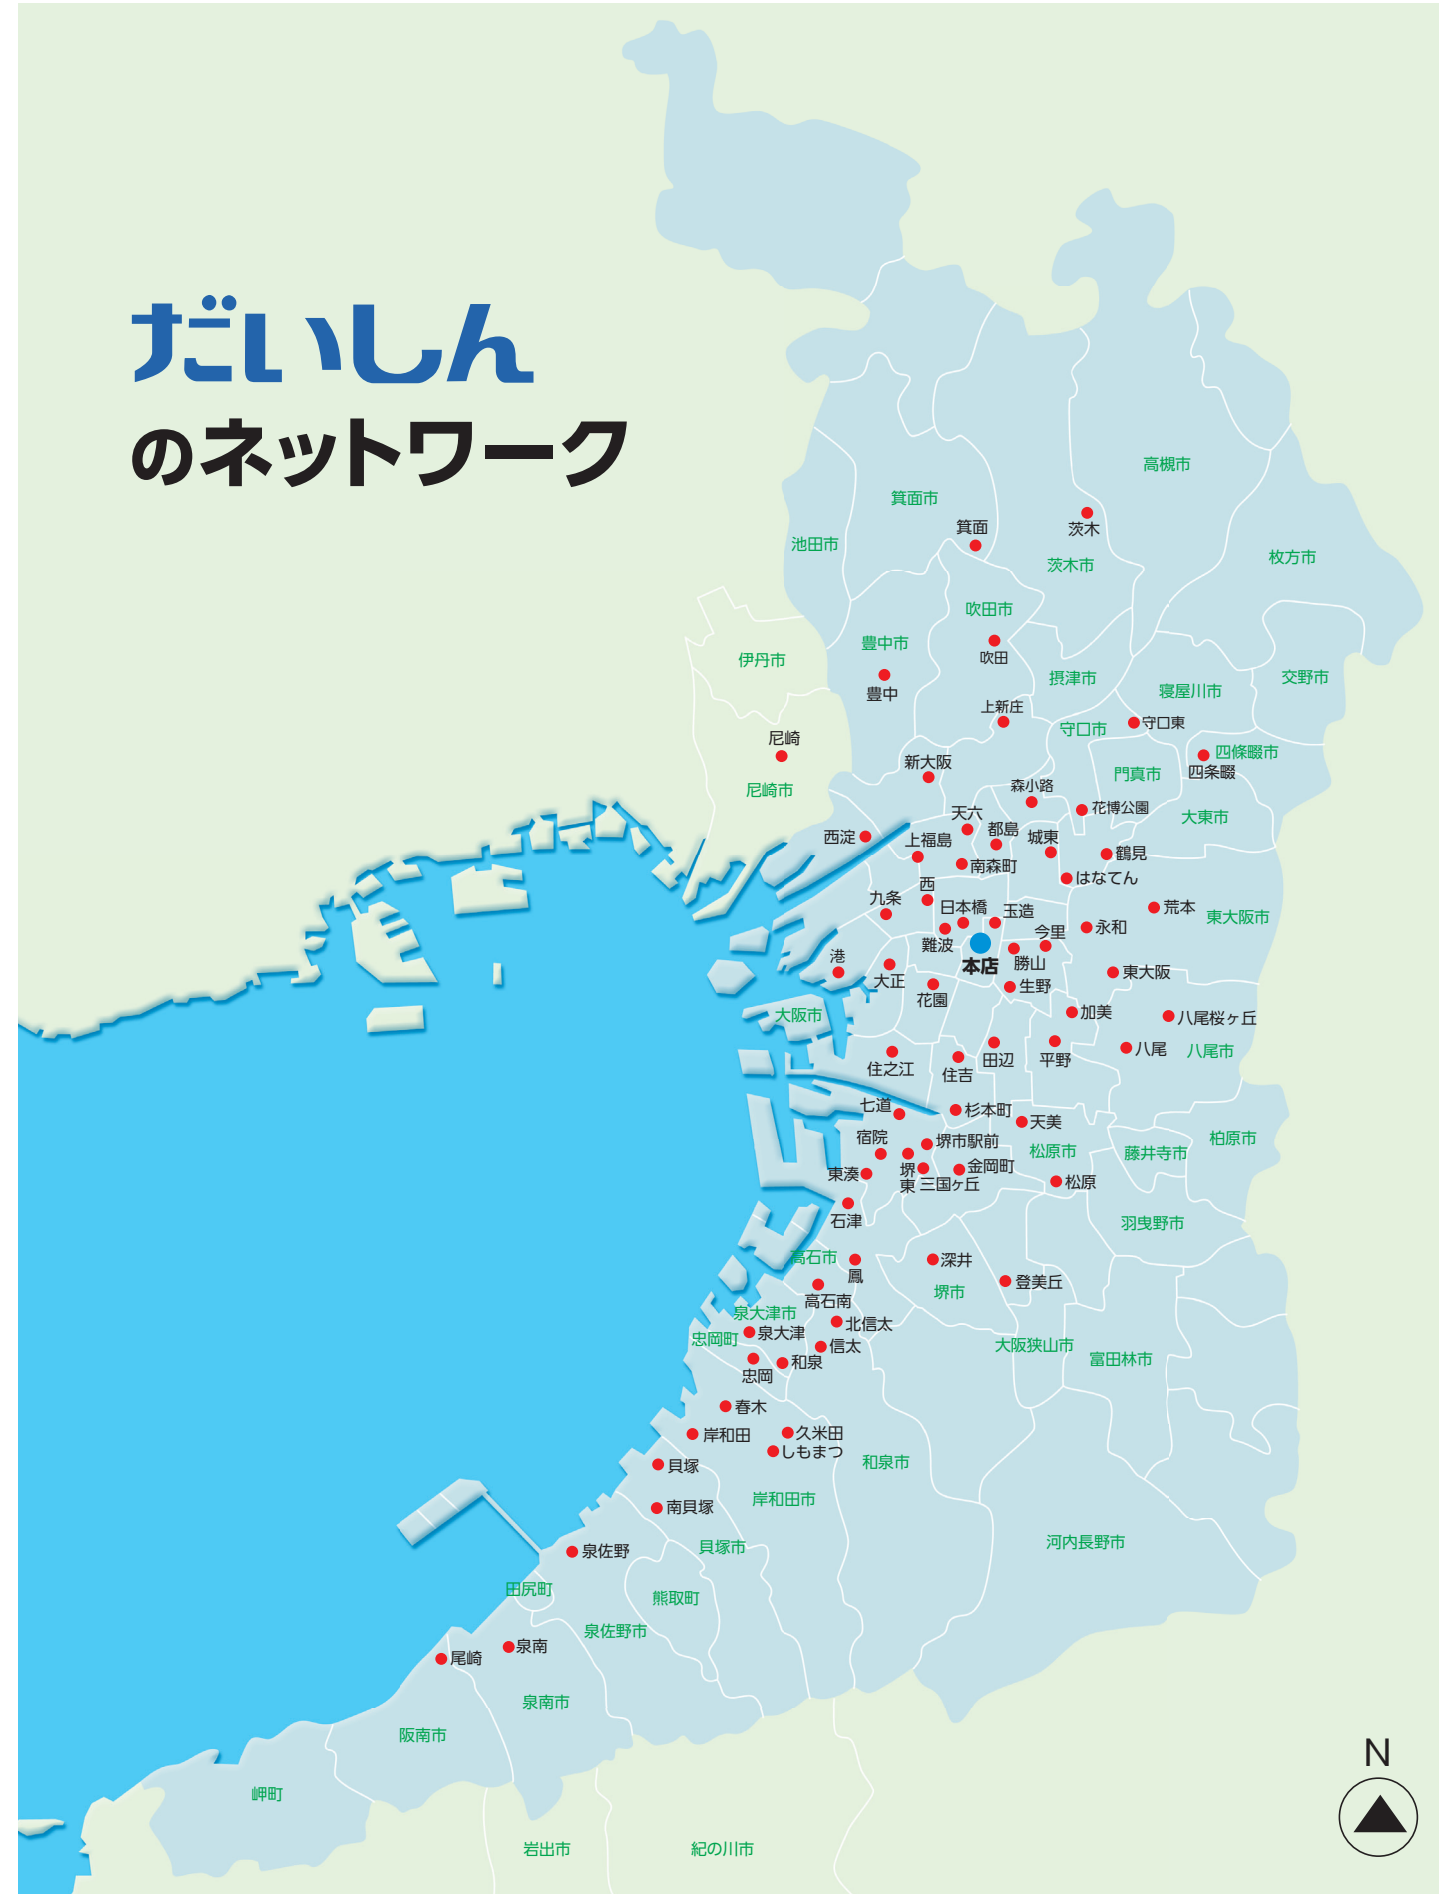 だいしん
のネットワーク
高槻市
箕面市
箕面
茨木
池田市
茨木市
枚方市
吹田市
豊中市
吹田
伊丹市
摂津市
交野市
豊中
寝屋川市
上新庄
守口市
守口東
尼崎
四條畷市
新大阪
門真市
四条畷
尼崎市
森小路
花博公園
天六
大東市
西淀
上福島
都島
城東
鶴見
南森町
はなてん
西
九条
日本橋
玉造
荒本
東大阪市
今里
永和
難波
港
本店
勝山
大正
東大阪
花園
生野
大阪市
加美
八尾桜ヶ丘
住之江
田辺
平野
八尾
八尾市
住吉
七道
杉本町
天美
宿院
堺市駅前
松原市
藤井寺市
柏原市
東湊
堺東
三国ヶ丘
金岡町
松原
石津
羽曳野市
高石市
鳳
深井
登美丘
高石南
堺市
泉大津市
北信太
忠岡町
泉大津
信太
大阪狭山市
富田林市
忠岡
和泉
春木
岸和田
久米田
しもまつ
貝塚
和泉市
南貝塚
岸和田市
泉佐野
貝塚市
河内長野市
田尻町
熊取町
泉佐野市
尾崎
泉南
泉南市
阪南市
N
岬町
岩出市
紀の川市